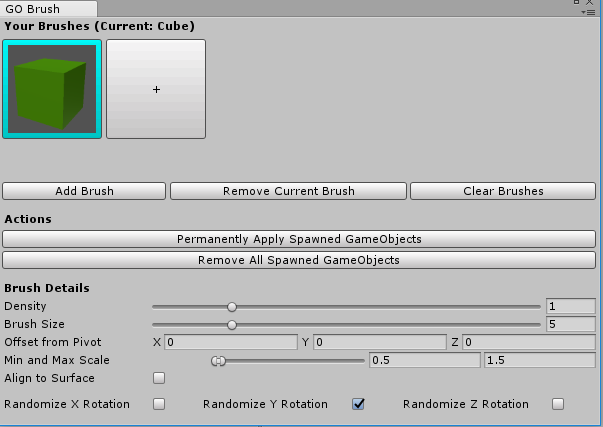 GO Brush
Your Brushes (Current: Cube)
+
Add Brush Remove Current Brush Clear Brushes
Actions
Permanently Apply Spawned GameObjects
Remove All Spawned GameObjects
Brush Details
Density 1
Brush Size 5
Offset from Pivot X 0 Y 0 Z 0
Min and Max Scale 0.5 1.5
Align to Surface
Randomize X Rotation Randomize Y Rotation Randomize Z Rotation